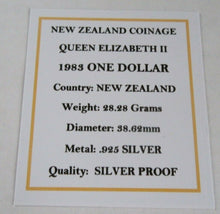 NEW ZEALAND COINAGE
QUEEN ELIZABETH II
1983 ONE DOLLAR
Country: NEW ZEALAND
Weight: 28.28 Grams
Diameter: 38.62mm
Metal: .925 SILVER
Quality: SILVER PROOF